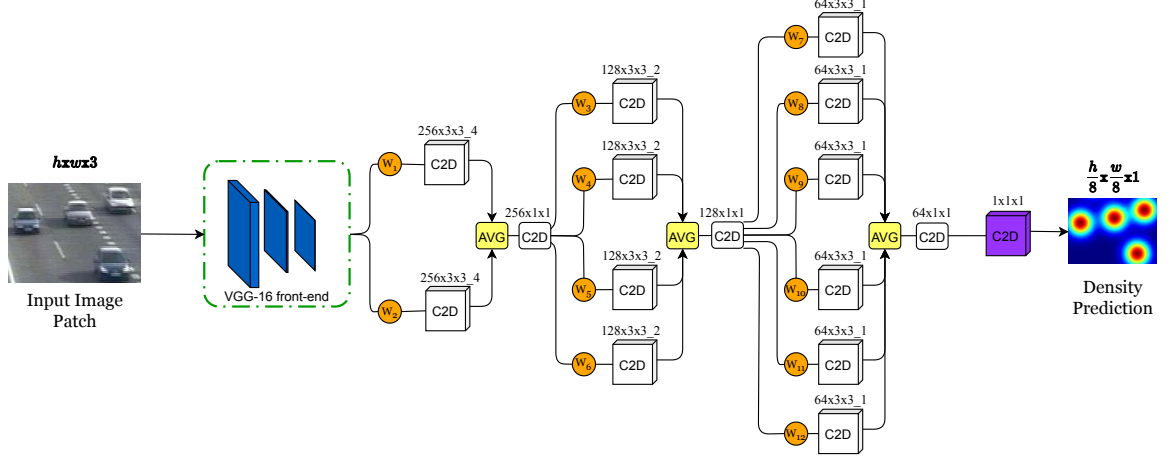 hxwx3
Input Image
Patch
VGG-16 front-end
W1
256x3x3_4
C2D
W2
256x3x3_4
C2D
AVG
256x1x1
C2D
W3
128x3x3_2
C2D
W4
128x3x3_2
C2D
W5
128x3x3_2
C2D
W6
128x3x3_2
C2D
AVG
128x1x1
C2D
W7
64x3x3_1
C2D
W8
64x3x3_1
C2D
W9
64x3x3_1
C2D
W10
64x3x3_1
C2D
W11
64x3x3_1
C2D
W12
64x3x3_1
C2D
AVG
64x1x1
C2D
1x1x1
C2D
h/8 x w/8 x1
Density
Prediction